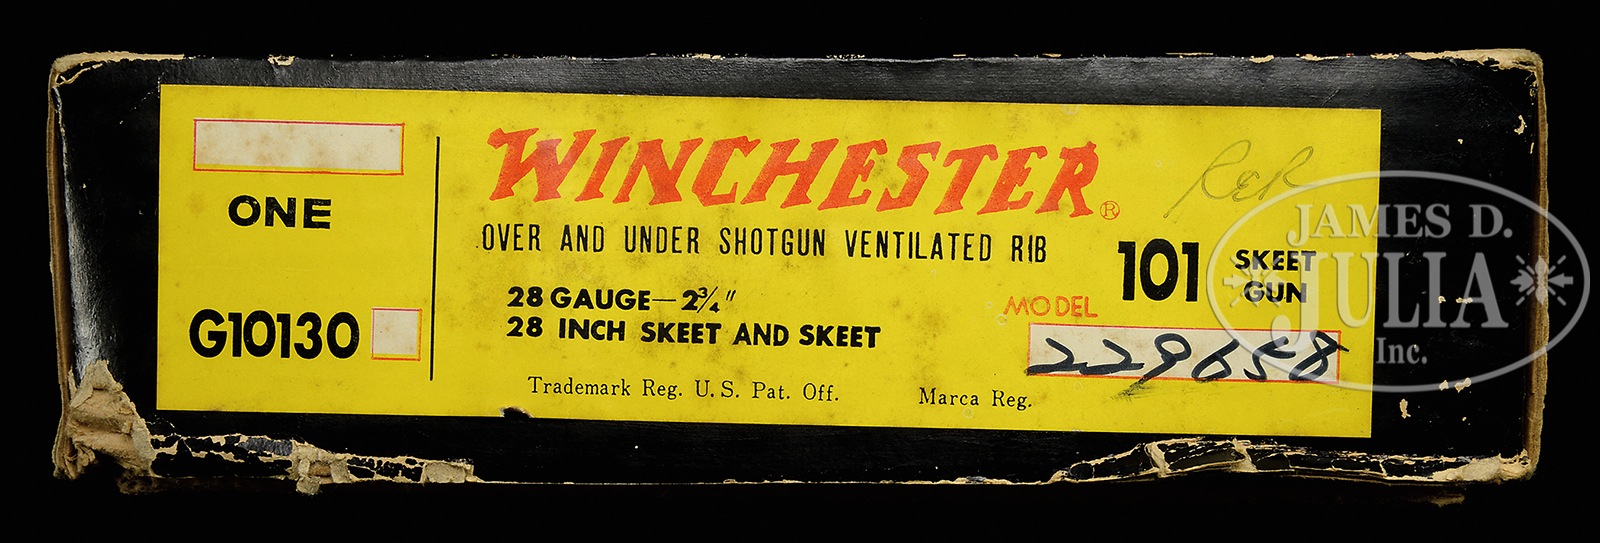 ONE
G10130
WINCHESTER®
OVER AND UNDER SHOTGUN VENTILATED RIB
28 GAUGE—2¾"
28 INCH SKEET AND SKEET
Trademark Reg. U.S. Pat. Off. Marca Reg.
MODEL 101 SKEET GUN
229658
JAMES D.
JULIA
Inc.